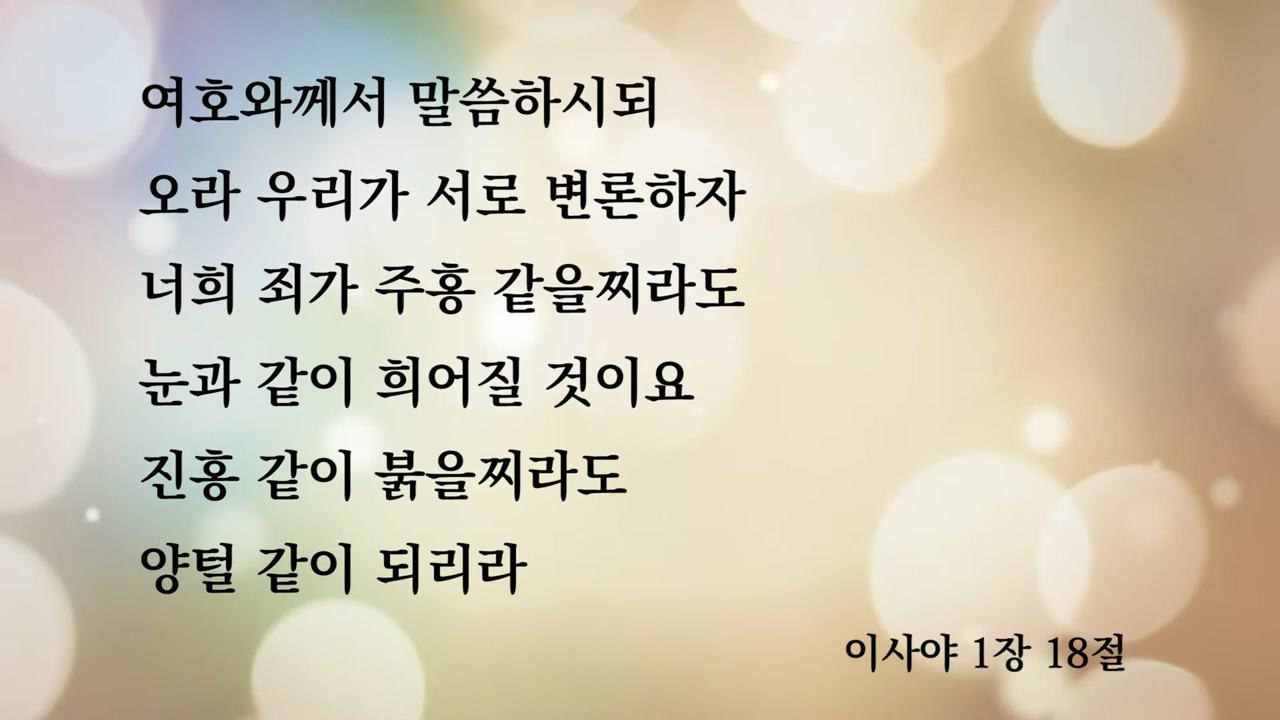 여호와께서 말씀하시되
오라 우리가 서로 변론하자
너희 죄가 주홍 같을찌라도
눈과 같이 희어질 것이요
진홍 같이 붉을찌라도
양털 같이 되리라
이사야 1장 18절